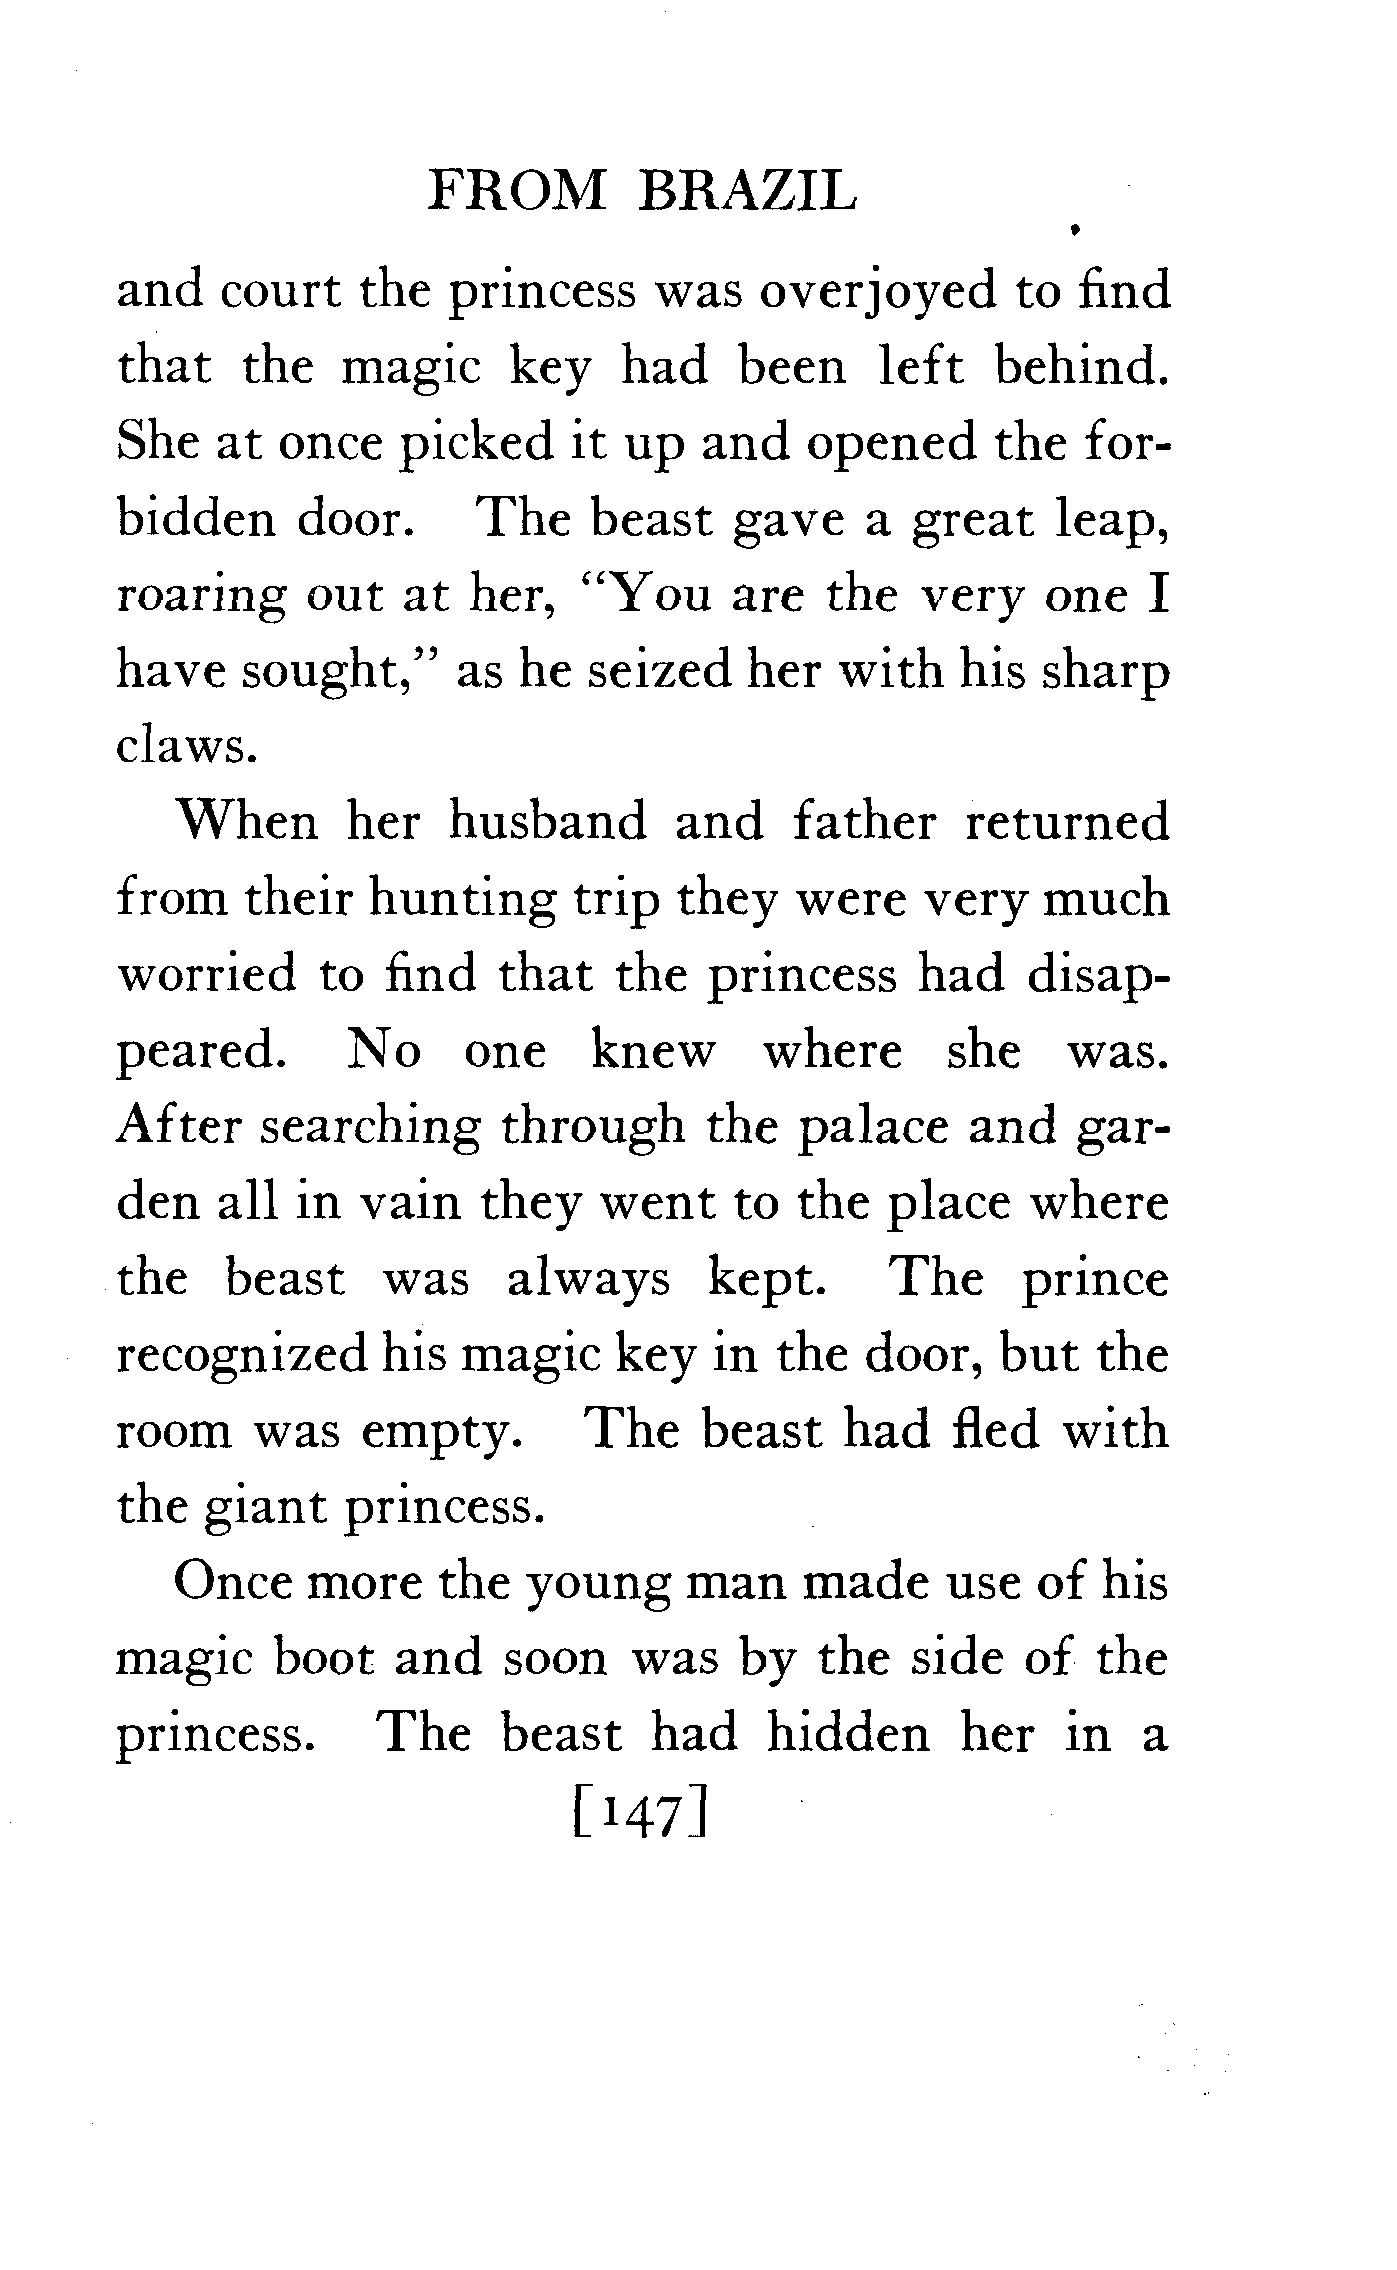 FROM BRAZIL
and court the princess was overjoyed to find
that the magic key had been left behind.
She at once picked it up and opened the for-
bidden door. The beast gave a great leap,
roaring out at her, “You are the very one I
have sought,” as he seized her with his sharp
claws.
When her husband and father returned
from their hunting trip they were very much
worried to find that the princess had disap-
peared. No one knew where she was.
After searching through the palace and gar-
den all in vain they went to the place where
the beast was always kept. The prince
recognized his magic key in the door, but the
room was empty. The beast had fled with
the giant princess.
Once more the young man made use of his
magic boot and soon was by the side of the
princess. The beast had hidden her in a
[147]